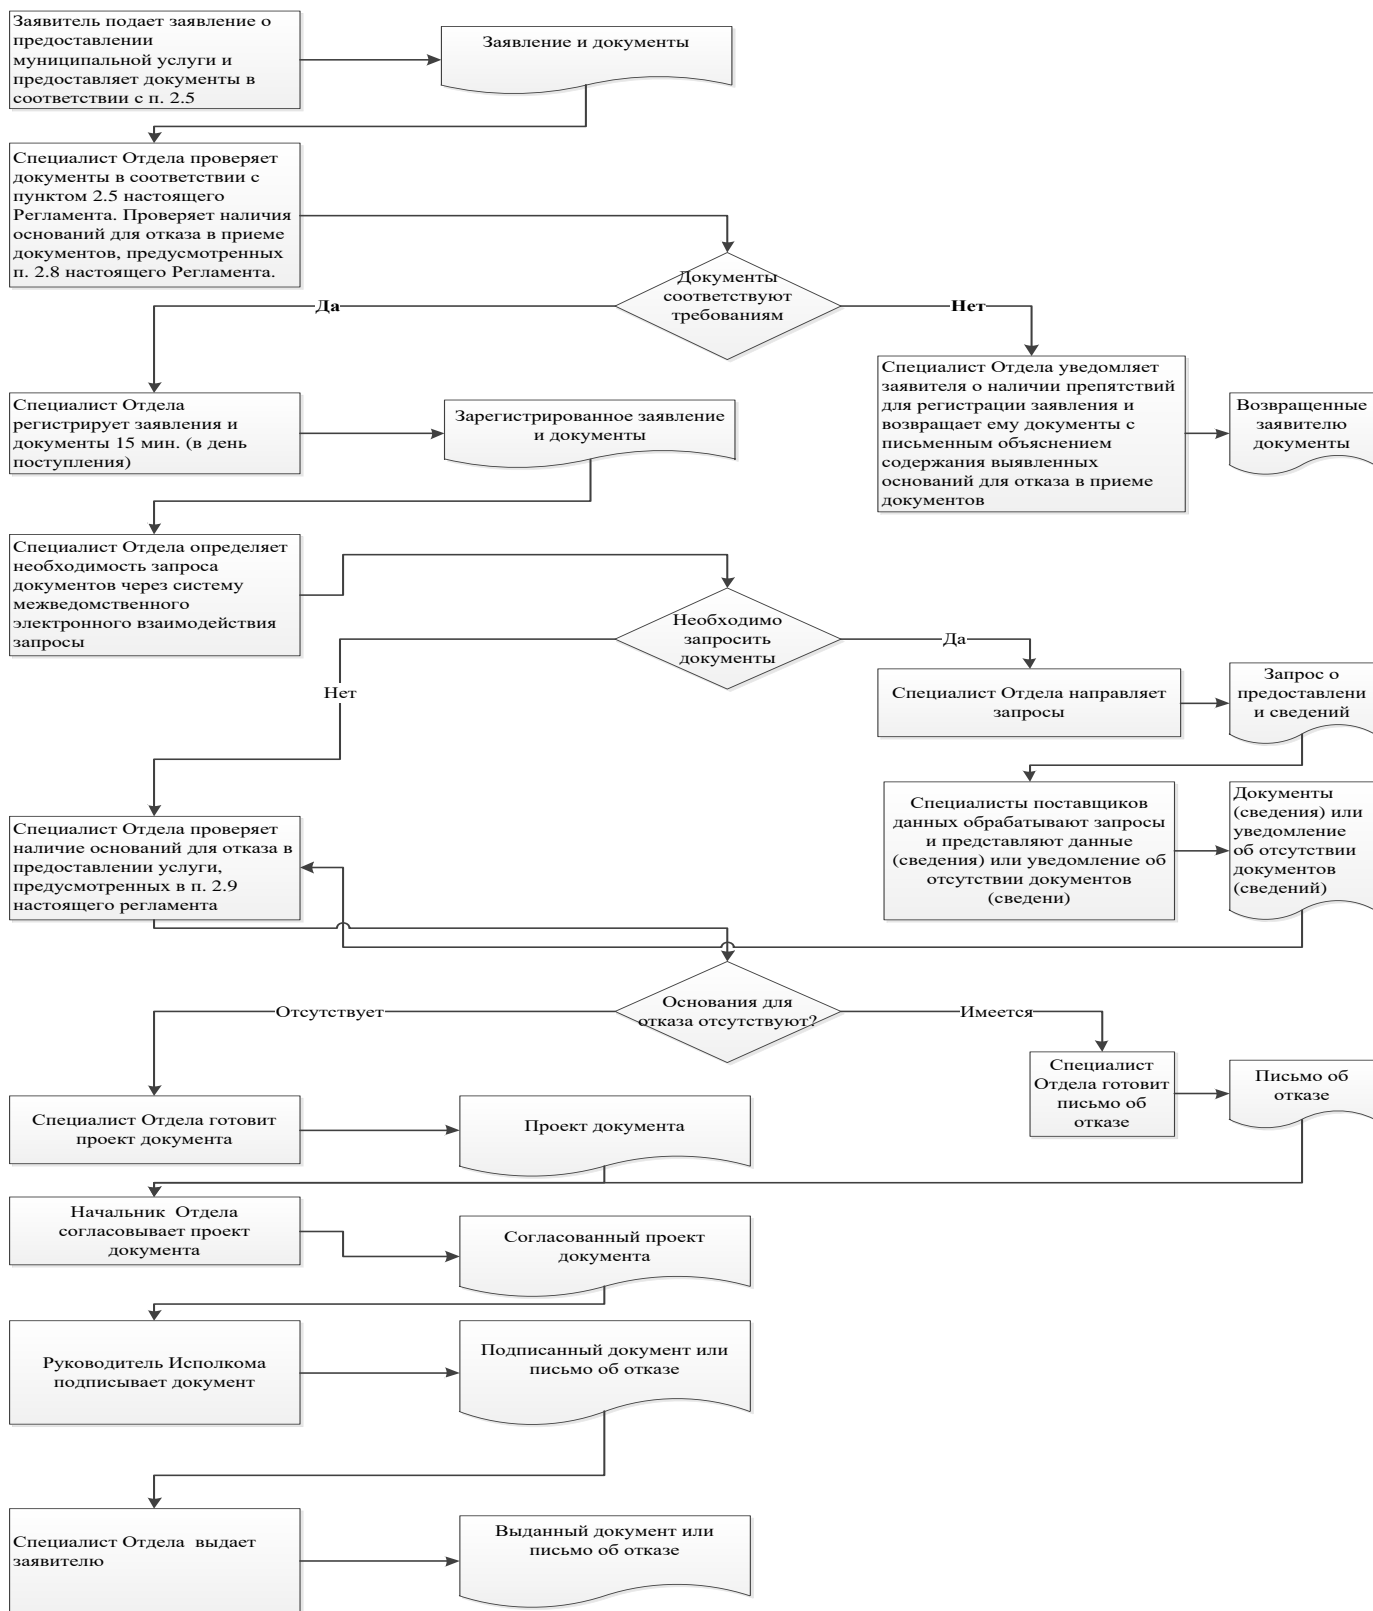 Заявитель подает заявление о
предоставлении
муниципальной услуги и
предоставляет документы в
соответствии с п. 2.5
Заявление и документы
Специалист Отдела проверяет
документы в соответствии с
пунктом 2.5 настоящего
Регламента. Проверяет наличия
оснований для отказа в приеме
документов, предусмотренных
п. 2.8 настоящего Регламента.
Документы
соответствуют
требованиям
Да
Нет
Специалист Отдела
регистрирует заявления и
документы 15 мин. (в день
поступления)
Зарегистрированное заявление
и документы
Специалист Отдела уведомляет
заявителя о наличии препятствий
для регистрации заявления и
возвращает ему документы с
письменным объяснением
содержания выявленных
оснований для отказа в приеме
документов
Возвращенные
заявителю
документы
Специалист Отдела определяет
необходимость запроса
документов через систему
межведомственного
электронного взаимодействия
запросы
Необходимо
запросить
документы
Да
Нет
Специалист Отдела направляет
запросы
Запрос о
предоставлени
и сведений
Специалисты поставщиков
данных обрабатывают запросы
и представляют данные
(сведения) или уведомление об
отсутствии документов
(сведени)
Документы
(сведения) или
уведомление
об отсутствии
документов
(сведений)
Специалист Отдела проверяет
наличие оснований для отказа в
предоставлении услуги,
предусмотренных в п. 2.9
настоящего регламента
Основания для
отказа отсутствуют?
Отсутствует
Имеется
Специалист
Отдела готовит
письмо об
отказе
Письмо об
отказе
Специалист Отдела готовит
проект документа
Проект документа
Начальник  Отдела
согласовывает проект
документа
Согласованный проект
документа
Руководитель Исполкома
подписывает документ
Подписанный документ или
письмо об отказе
Специалист Отдела  выдает
заявителю
Выданный документ или
письмо об отказе